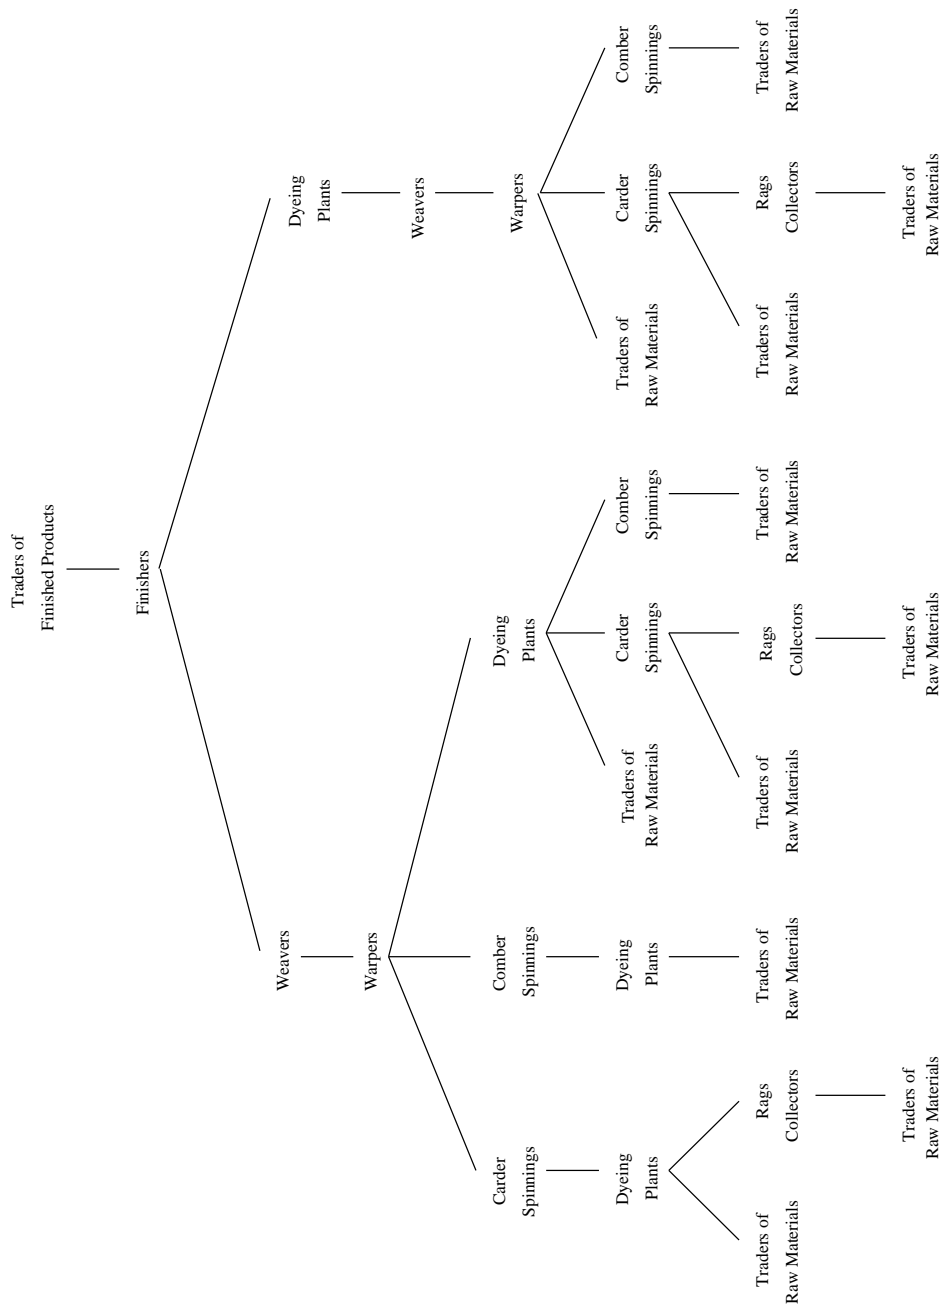 Traders of
Finished Products
Finishers
Weavers
Dyeing
Plants
Warpers
Weavers
Carder
Spinnings
Comber
Spinnings
Dyeing
Plants
Warpers
Dyeing
Plants
Dyeing
Plants
Traders of
Raw Materials
Carder
Spinnings
Comber
Spinnings
Traders of
Raw Materials
Carder
Spinnings
Comber
Spinnings
Traders of
Raw Materials
Rags
Collectors
Traders of
Raw Materials
Traders of
Raw Materials
Rags
Collectors
Traders of
Raw Materials
Traders of
Raw Materials
Rags
Collectors
Traders of
Raw Materials
Traders of
Raw Materials
Traders of
Raw Materials
Traders of
Raw Materials